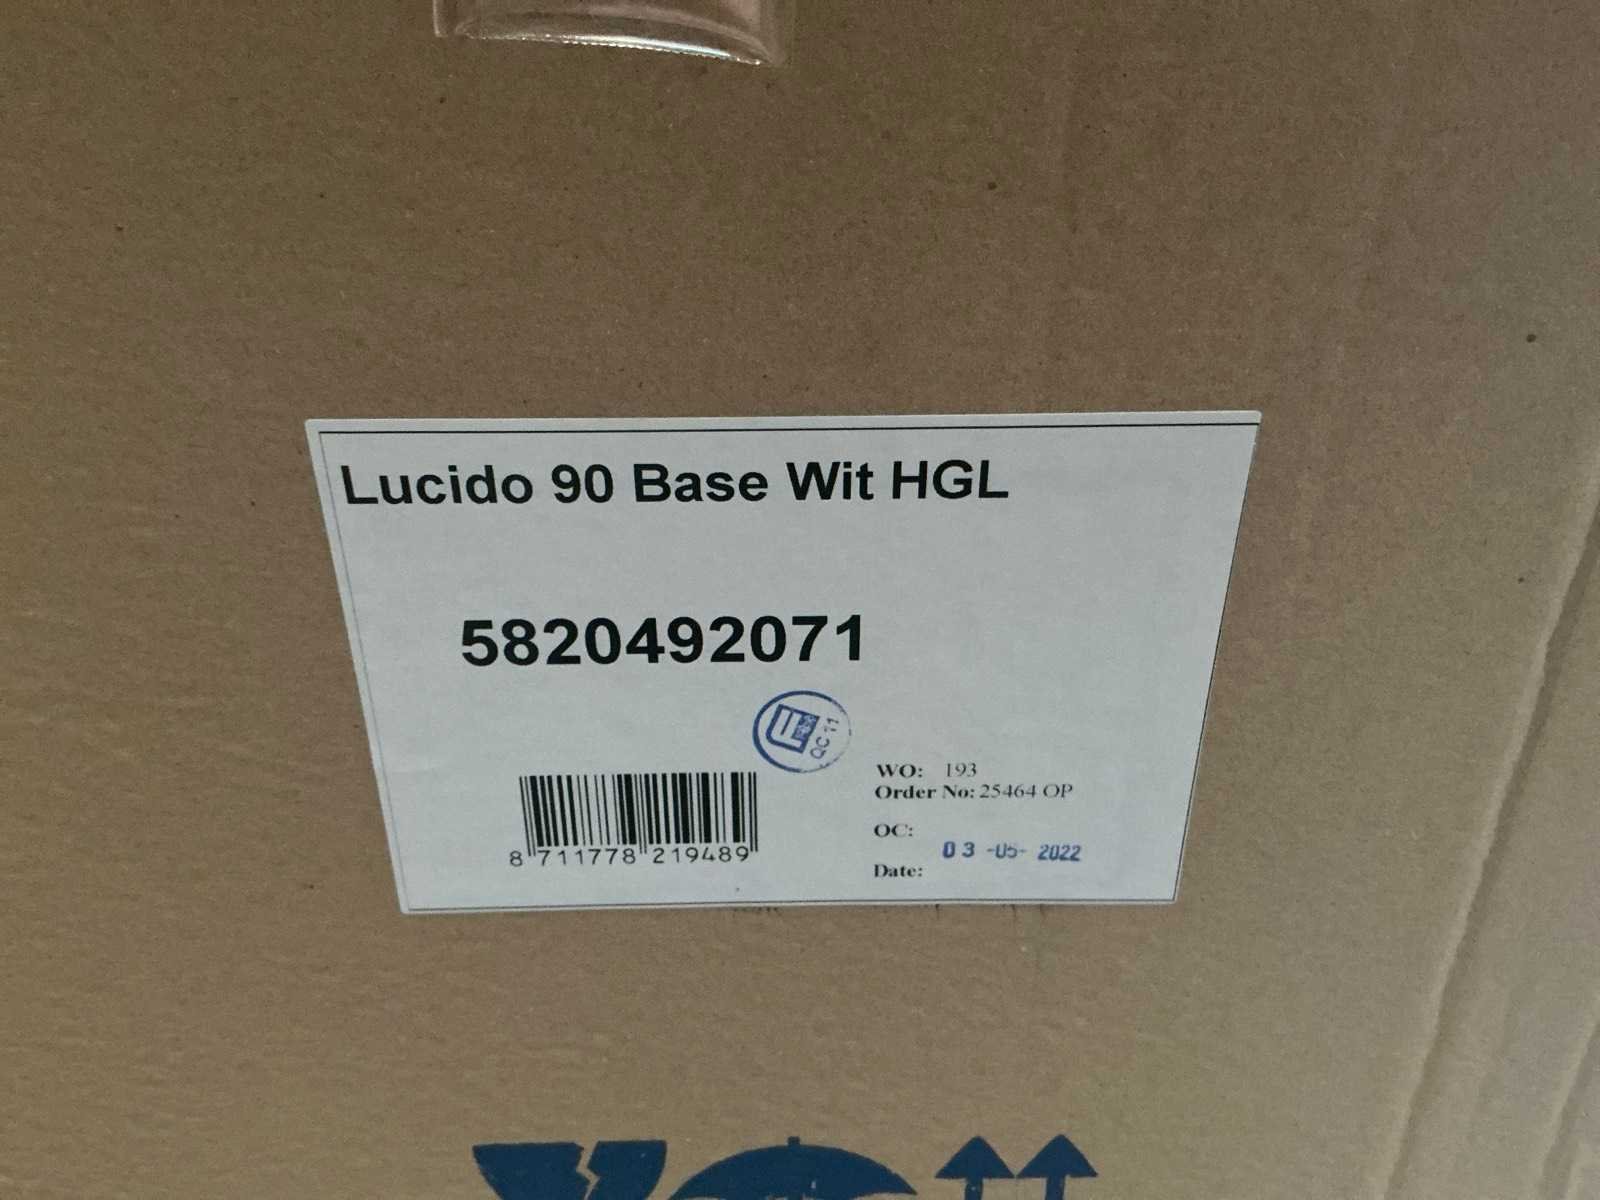 Lucido 90 Base Wit HGL
5820492071
QC 11
WO: 193
Order No: 25464 OP
OC:
03 -05- 2022
Date:
8 711778 219489